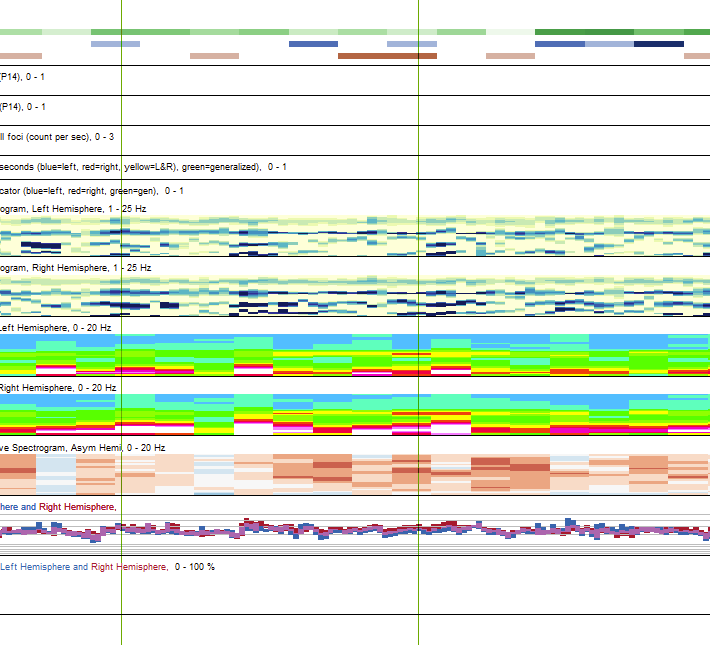 (P14), 0 - 1
(P14), 0 - 1
ll foci (count per sec), 0 - 3
seconds (blue=left, red=right, yellow=L&R), green=generalized), 0 - 1
cator (blue=left, red=right, green=gen), 0 - 1
ogram, Left Hemisphere, 1 - 25 Hz
ogram, Right Hemisphere, 1 - 25 Hz
Left Hemisphere, 0 - 20 Hz
Right Hemisphere, 0 - 20 Hz
ve Spectrogram, Asym Hemi, 0 - 20 Hz
here and Right Hemisphere,
Left Hemisphere and Right Hemisphere, 0 - 100 %